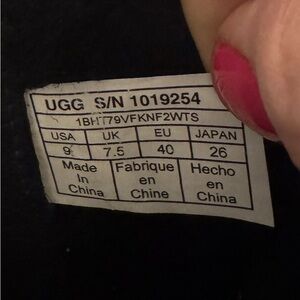 UGG S/N 1019254
1BHT79VFKNF2WTS
USA UK EU JAPAN
9 7.5 40 26
Made Fabrique Hecho
In en en
China Chine China